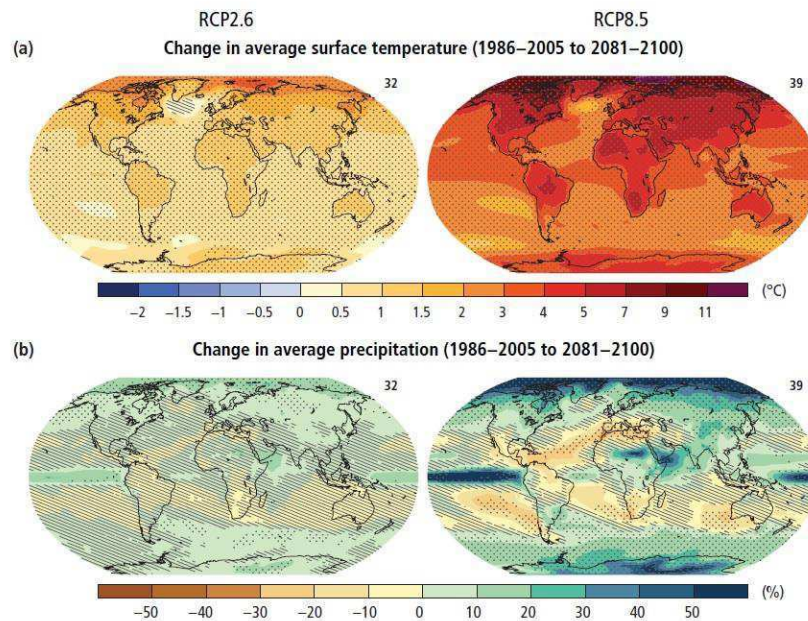 RCP2.6 RCP8.5
(a) Change in average surface temperature (1986–2005 to 2081–2100)
32 39
(°C)
−2 −1.5 −1 −0.5 0 0.5 1 1.5 2 3 4 5 7 9 11
(b) Change in average precipitation (1986–2005 to 2081–2100)
32 39
(%)
−50 −40 −30 −20 −10 0 10 20 30 40 50